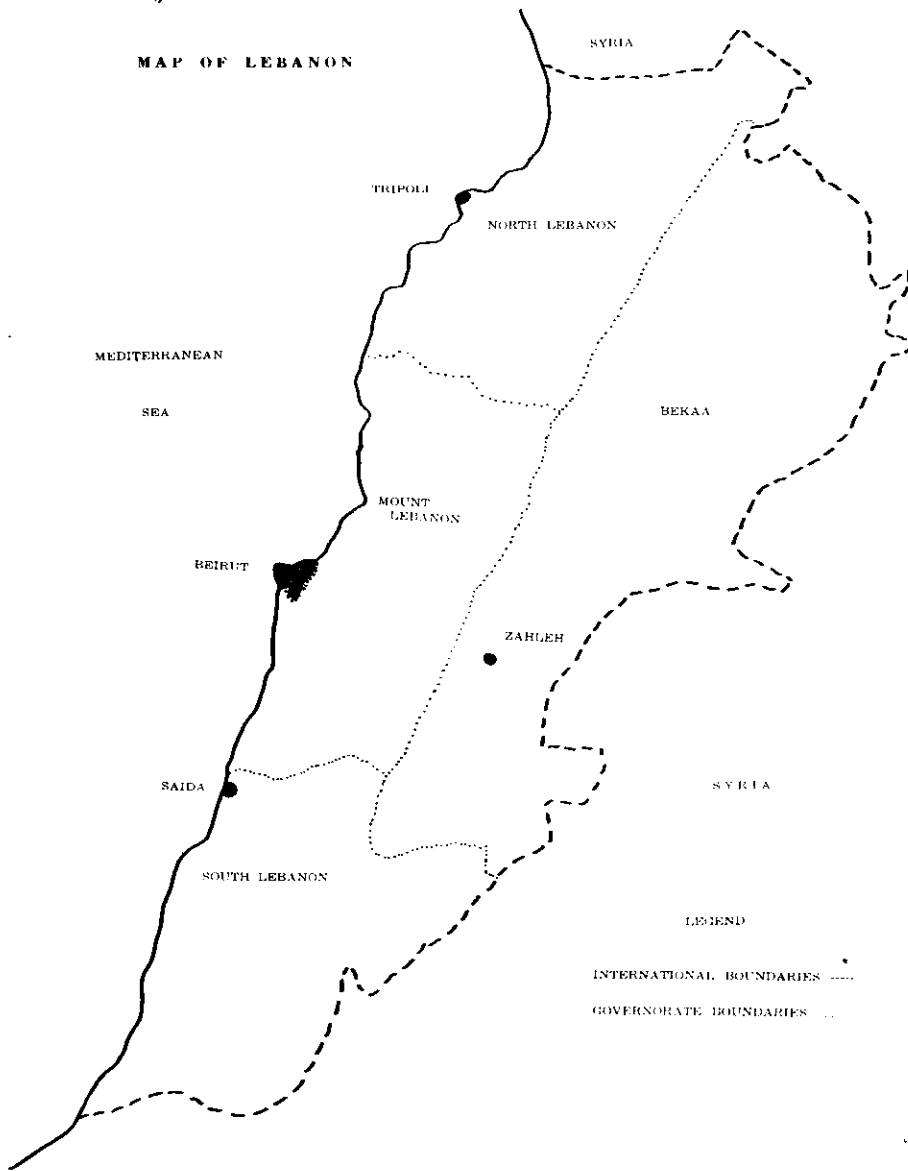 MAP OF LEBANON
SYRIA
TRIPOLI
NORTH LEBANON
MEDITERRANEAN
SEA
BEKAA
MOUNT
LEBANON
BEIRUT
ZAHLEH
SAIDA
SYRIA
SOUTH LEBANON
LEGEND
INTERNATIONAL BOUNDARIES ----
GOVERNORATE BOUNDARIES ...